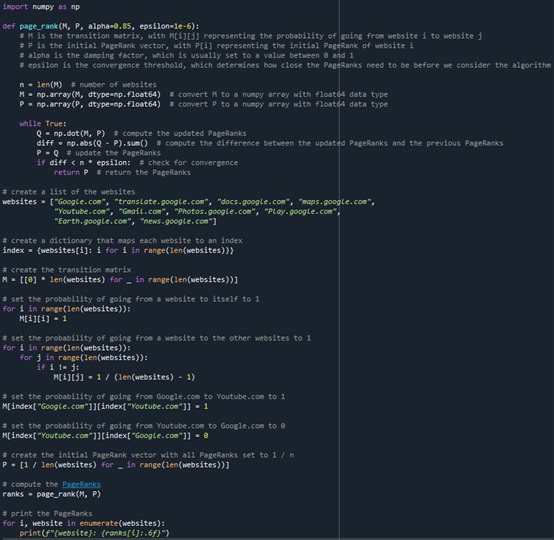 import numpy as np
def page_rank(M, P, alpha=0.85, epsilon=1e-6):
# M is the transition matrix, with M[i][j] representing the probability of going from website i to website j
# P is the initial PageRank vector, with P[i] representing the initial PageRank of website i
# alpha is the damping factor, which is usually set to a value between 0 and 1
# epsilon is the convergence threshold, which determines how close the PageRanks need to be before we consider the algorithm
n = len(M)  # number of websites
M = np.array(M, dtype=np.float64)  # convert M to a numpy array with float64 data type
P = np.array(P, dtype=np.float64)  # convert P to a numpy array with float64 data type
while True:
Q = np.dot(M, P)  # compute the updated PageRanks
diff = np.abs(Q - P).sum()  # compute the difference between the updated PageRanks and the previous PageRanks
P = Q  # update the PageRanks
if diff < n * epsilon:  # check for convergence
return P  # return the PageRanks
# create a list of the websites
websites = ["Google.com", "translate.google.com", "docs.google.com", "maps.google.com",
"Youtube.com", "Gmail.com", "Photos.google.com", "Play.google.com",
"Earth.google.com", "news.google.com"]
# create a dictionary that maps each website to an index
index = {websites[i]: i for i in range(len(websites))}
# create the transition matrix
M = [[0] * len(websites) for _ in range(len(websites))]
# set the probability of going from a website to itself to 1
for i in range(len(websites)):
M[i][i] = 1
# set the probability of going from a website to the other websites to 1
for i in range(len(websites)):
for j in range(len(websites)):
if i != j:
M[i][j] = 1 / (len(websites) - 1)
# set the probability of going from Google.com to Youtube.com to 1
M[index["Google.com"]][index["Youtube.com"]] = 1
# set the probability of going from Youtube.com to Google.com to 0
M[index["Youtube.com"]][index["Google.com"]] = 0
# create the initial PageRank vector with all PageRanks set to 1 / n
P = [1 / len(websites) for _ in range(len(websites))]
# compute the PageRanks
ranks = page_rank(M, P)
# print the PageRanks
for i, website in enumerate(websites):
print(f"{website}: {ranks[i]:.6f}")